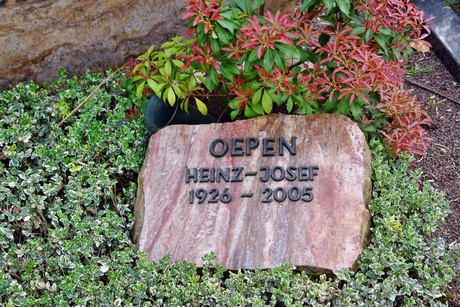 OEPEN
HEINZ-JOSEF
1926 - 2005